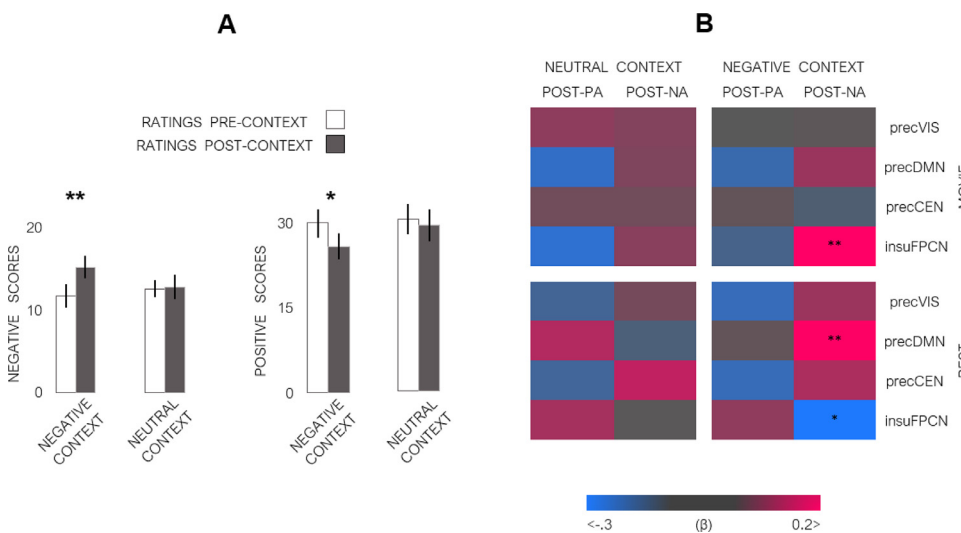 A
B
RATINGS PRE-CONTEXT
RATINGS POST-CONTEXT
**
20
10
0
NEGATIVE SCORES
NEGATIVE CONTEXT
NEUTRAL CONTEXT
*
30
15
0
POSITIVE SCORES
NEGATIVE CONTEXT
NEUTRAL CONTEXT
NEUTRAL CONTEXT
NEGATIVE CONTEXT
POST-PA POST-NA
POST-PA POST-NA
precVIS
precDMN
precCEN
** insuFPCN
MOVIE
precVIS
** precDMN
precCEN
* insuFPCN
<-.3 (β) 0.2>